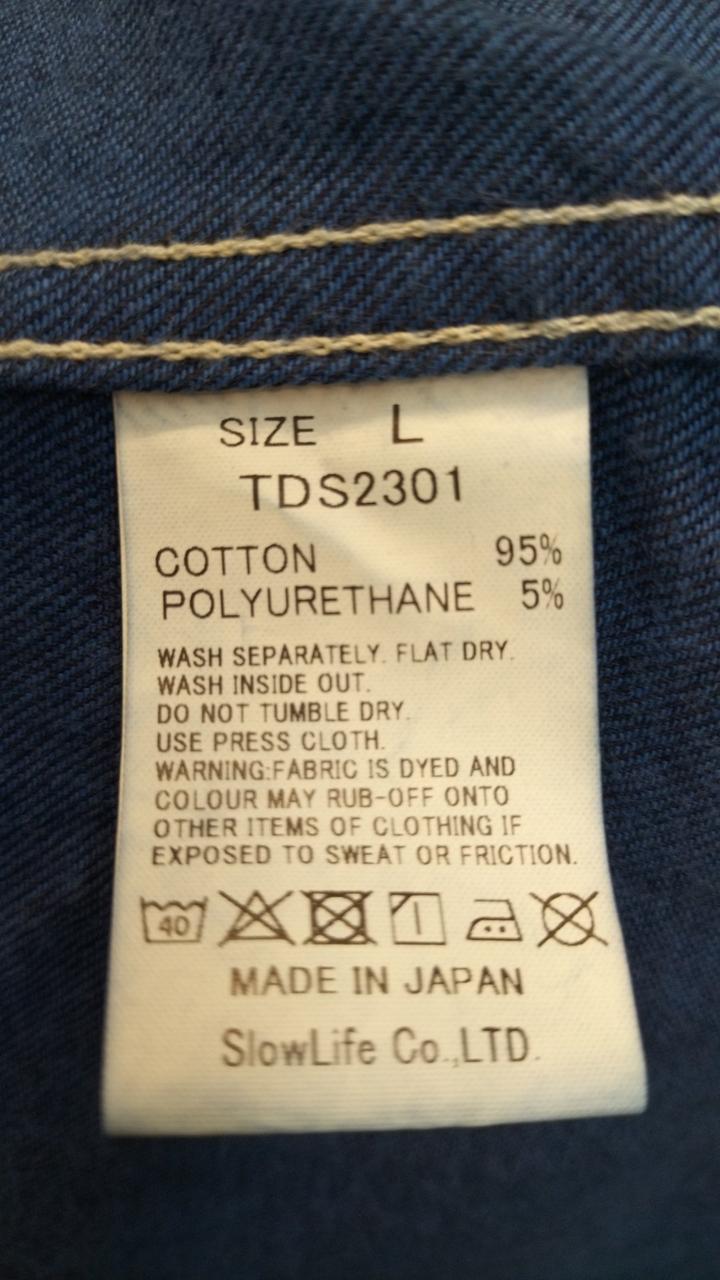 SIZE L
TDS2301
COTTON 95%
POLYURETHANE 5%
WASH SEPARATELY. FLAT DRY.
WASH INSIDE OUT.
DO NOT TUMBLE DRY.
USE PRESS CLOTH.
WARNING:FABRIC IS DYED AND
COLOUR MAY RUB-OFF ONTO
OTHER ITEMS OF CLOTHING IF
EXPOSED TO SWEAT OR FRICTION.
40
MADE IN JAPAN
SlowLife Co.,LTD.